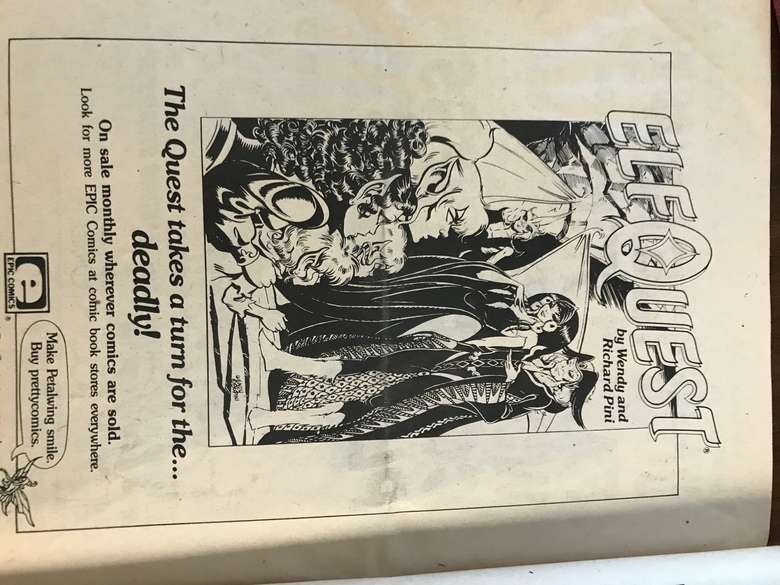 ELFQUEST®
by Wendy and
Richard Pini
The Quest takes a turn for the...
deadly!
On sale monthly wherever comics are sold.
Look for more EPIC Comics at comic book stores everywhere.
e
EPIC COMICS®
Make Petalwing smile.
Buy prettycomics.